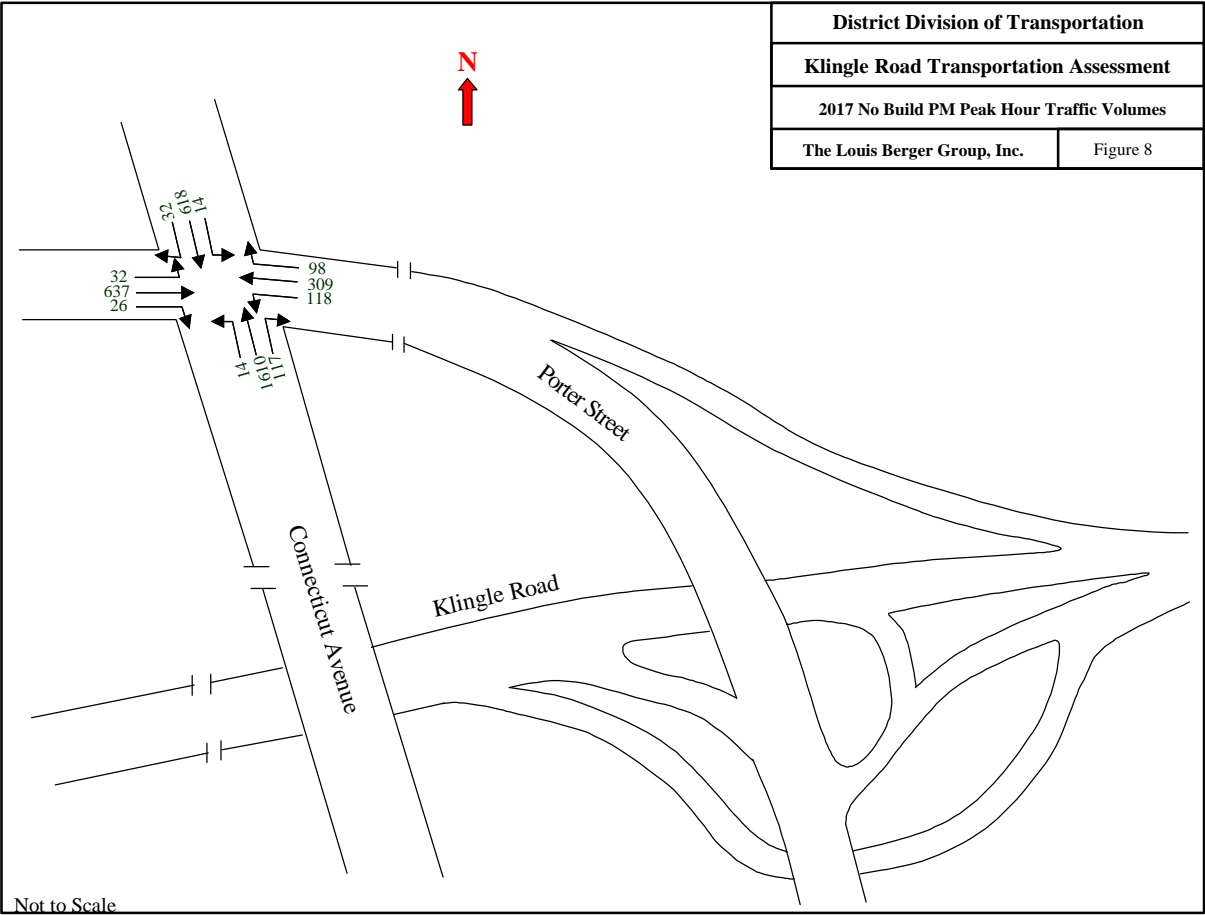 District Division of Transportation
Klingle Road Transportation Assessment
2017 No Build PM Peak Hour Traffic Volumes
The Louis Berger Group, Inc.
Figure 8
N
32
618
14
32
637
26
98
309
118
14
1610
117
Porter Street
Connecticut Avenue
Klingle Road
Not to Scale